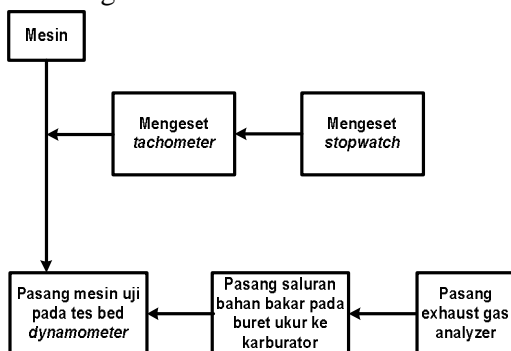 Mesin
Mengeset
tachometer
Mengeset
stopwatch
Pasang mesin uji
pada tes bed
dynamometer
Pasang saluran
bahan bakar pada
buret ukur ke
karburator
Pasang
exhaust gas
analyzer